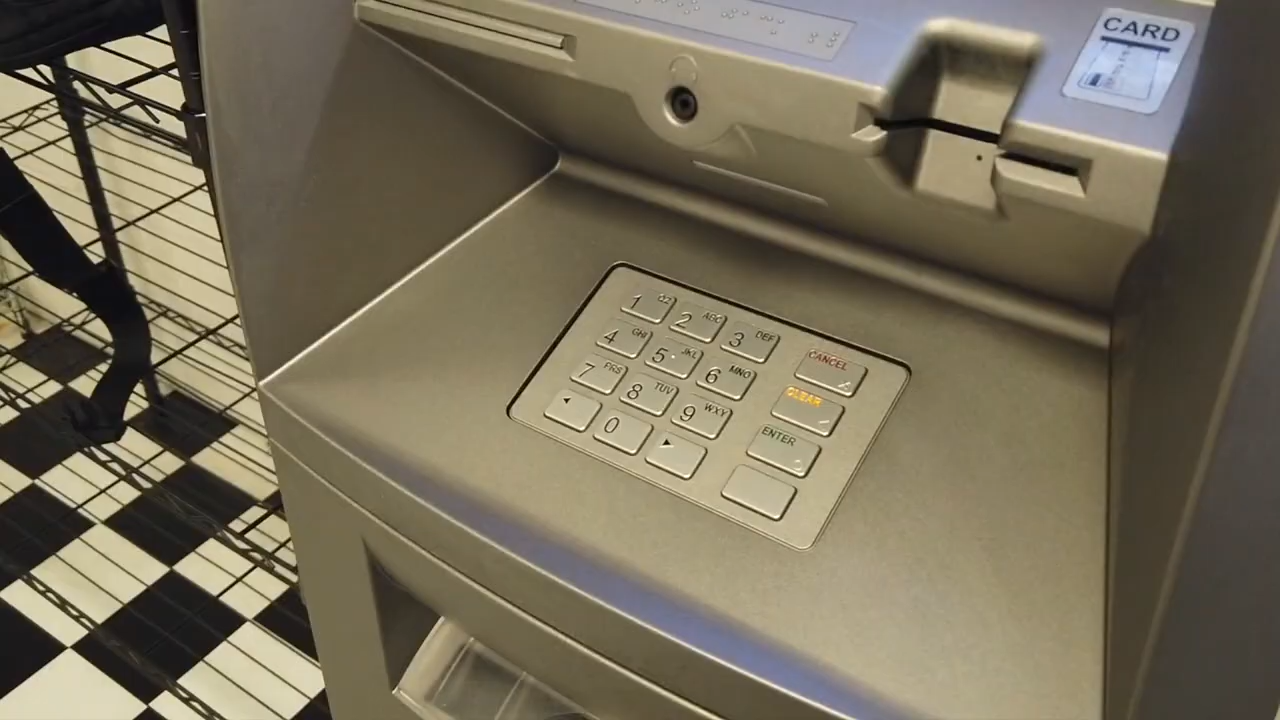 CARD
1 QZ
2 ABC
3 DEF
CANCEL
4 GHI
5 JKL
6 MNO
CLEAR
7 PRS
8 TUV
9 WXY
ENTER
0